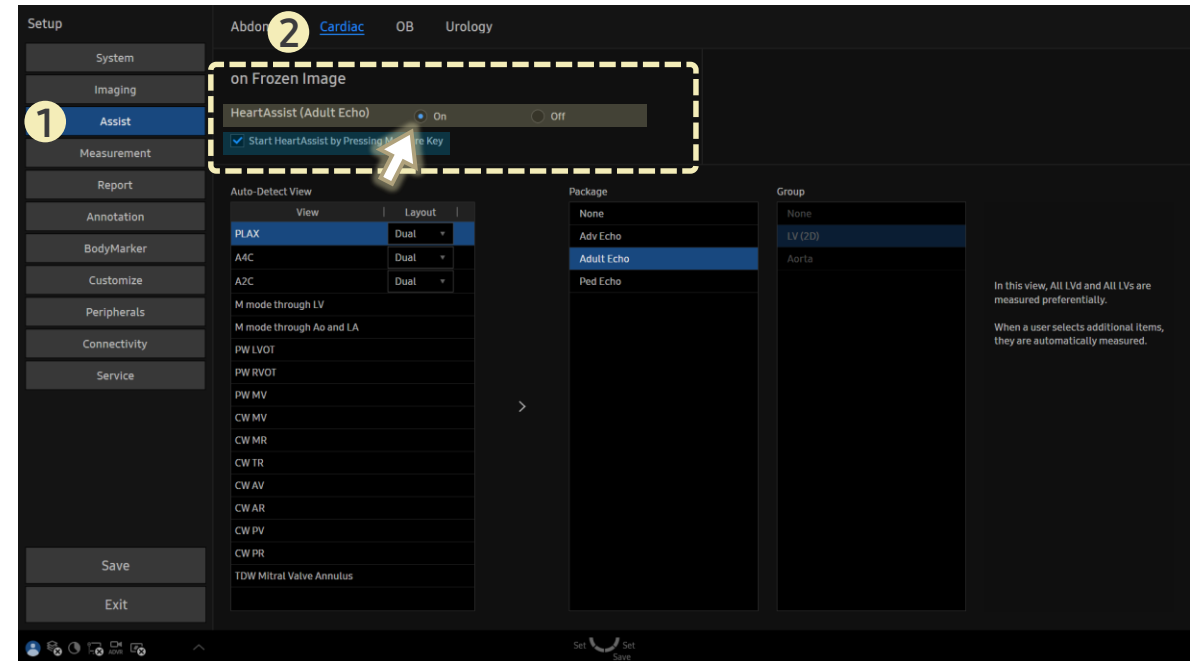 Setup
Cardiac
OB
Urology
2
System
Imaging
1
Assist
Measurement
Report
Annotation
BodyMarker
Customize
Peripherals
Connectivity
Service
Save
Exit
on Frozen Image
HeartAssist (Adult Echo)
On
Off
Start HeartAssist by Pressing
Key
Auto-Detect View
View
Layout
PLAX
Dual
A4C
Dual
A2C
Dual
M mode through LV
M mode through Ao and LA
PW LVOT
PW RVOT
PW MV
CW MV
CW MR
CW TR
CW AV
CW AR
CW PV
CW PR
TDW Mitral Valve Annulus
>
Package
None
Adv Echo
Adult Echo
Ped Echo
Group
None
LV (2D)
Aorta
In this view, All LVd and All LVs are
measured preferentially.
When a user selects additional items,
they are automatically measured.
ADVR
Set
Set
Save